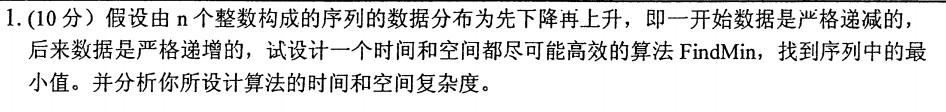 1. (10 分) 假设由 n 个整数构成的序列的数据分布为先下降再上升，即一开始数据是严格递减的，
后来数据是严格递增的，试设计一个时间和空间都尽可能高效的算法 FindMin，找到序列中的最
小值。并分析你所设计算法的时间和空间复杂度。